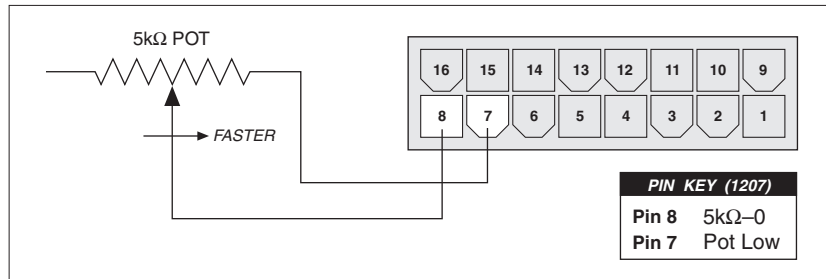 5kΩ POT
16 15 14 13 12 11 10 9
8 7 6 5 4 3 2 1
FASTER
PIN KEY (1207)
Pin 8 5kΩ–0
Pin 7 Pot Low